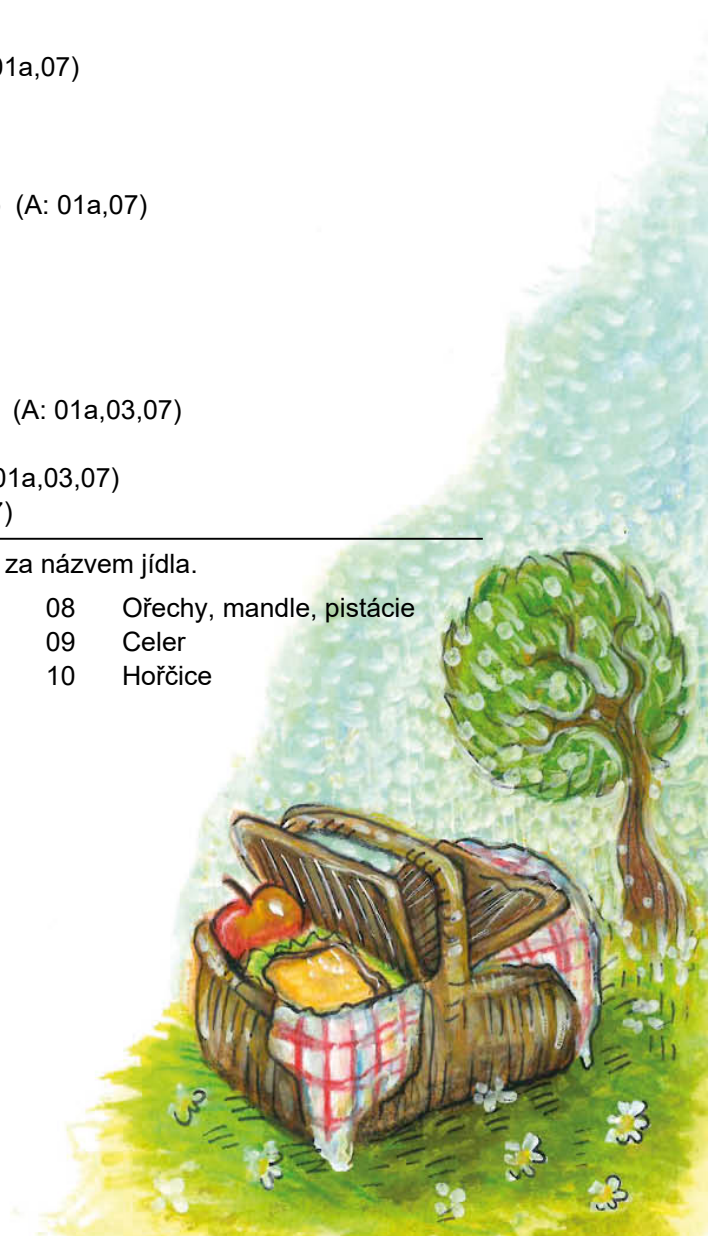 01a,07)
(A: 01a,07)
(A: 01a,03,07)
01a,03,07)
7)
za názvem jídla.
08 Ořechy, mandle, pistácie
09 Celer
10 Hořčice